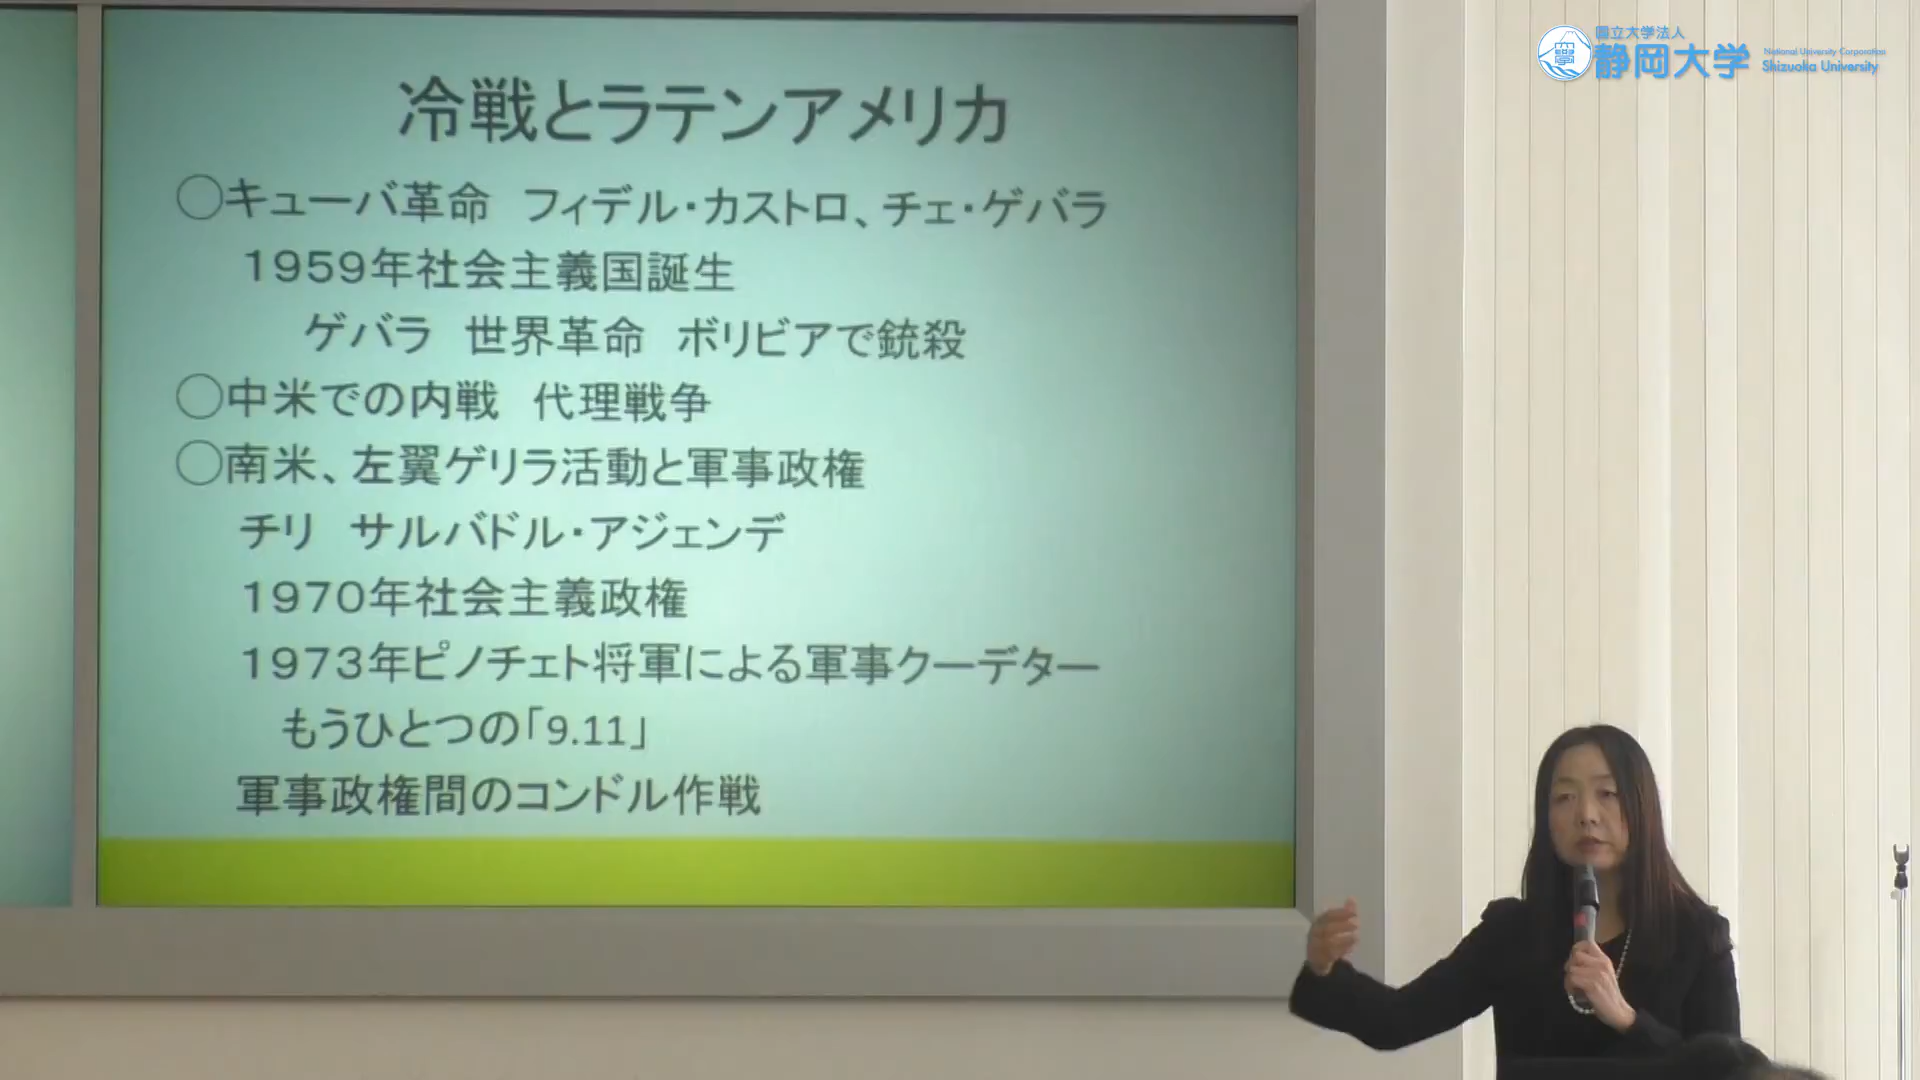 冷戦とラテンアメリカ
○キューバ革命　フィデル・カストロ、チェ・ゲバラ
1959年社会主義国誕生
ゲバラ　世界革命　ボリビアで銃殺
○中米での内戦　代理戦争
○南米、左翼ゲリラ活動と軍事政権
チリ　サルバドル・アジェンデ
1970年社会主義政権
1973年ピノチェト将軍による軍事クーデター
もうひとつの「9.11」
軍事政権間のコンドル作戦
国立大学法人
静岡大学
National University Corporation
Shizuoka University